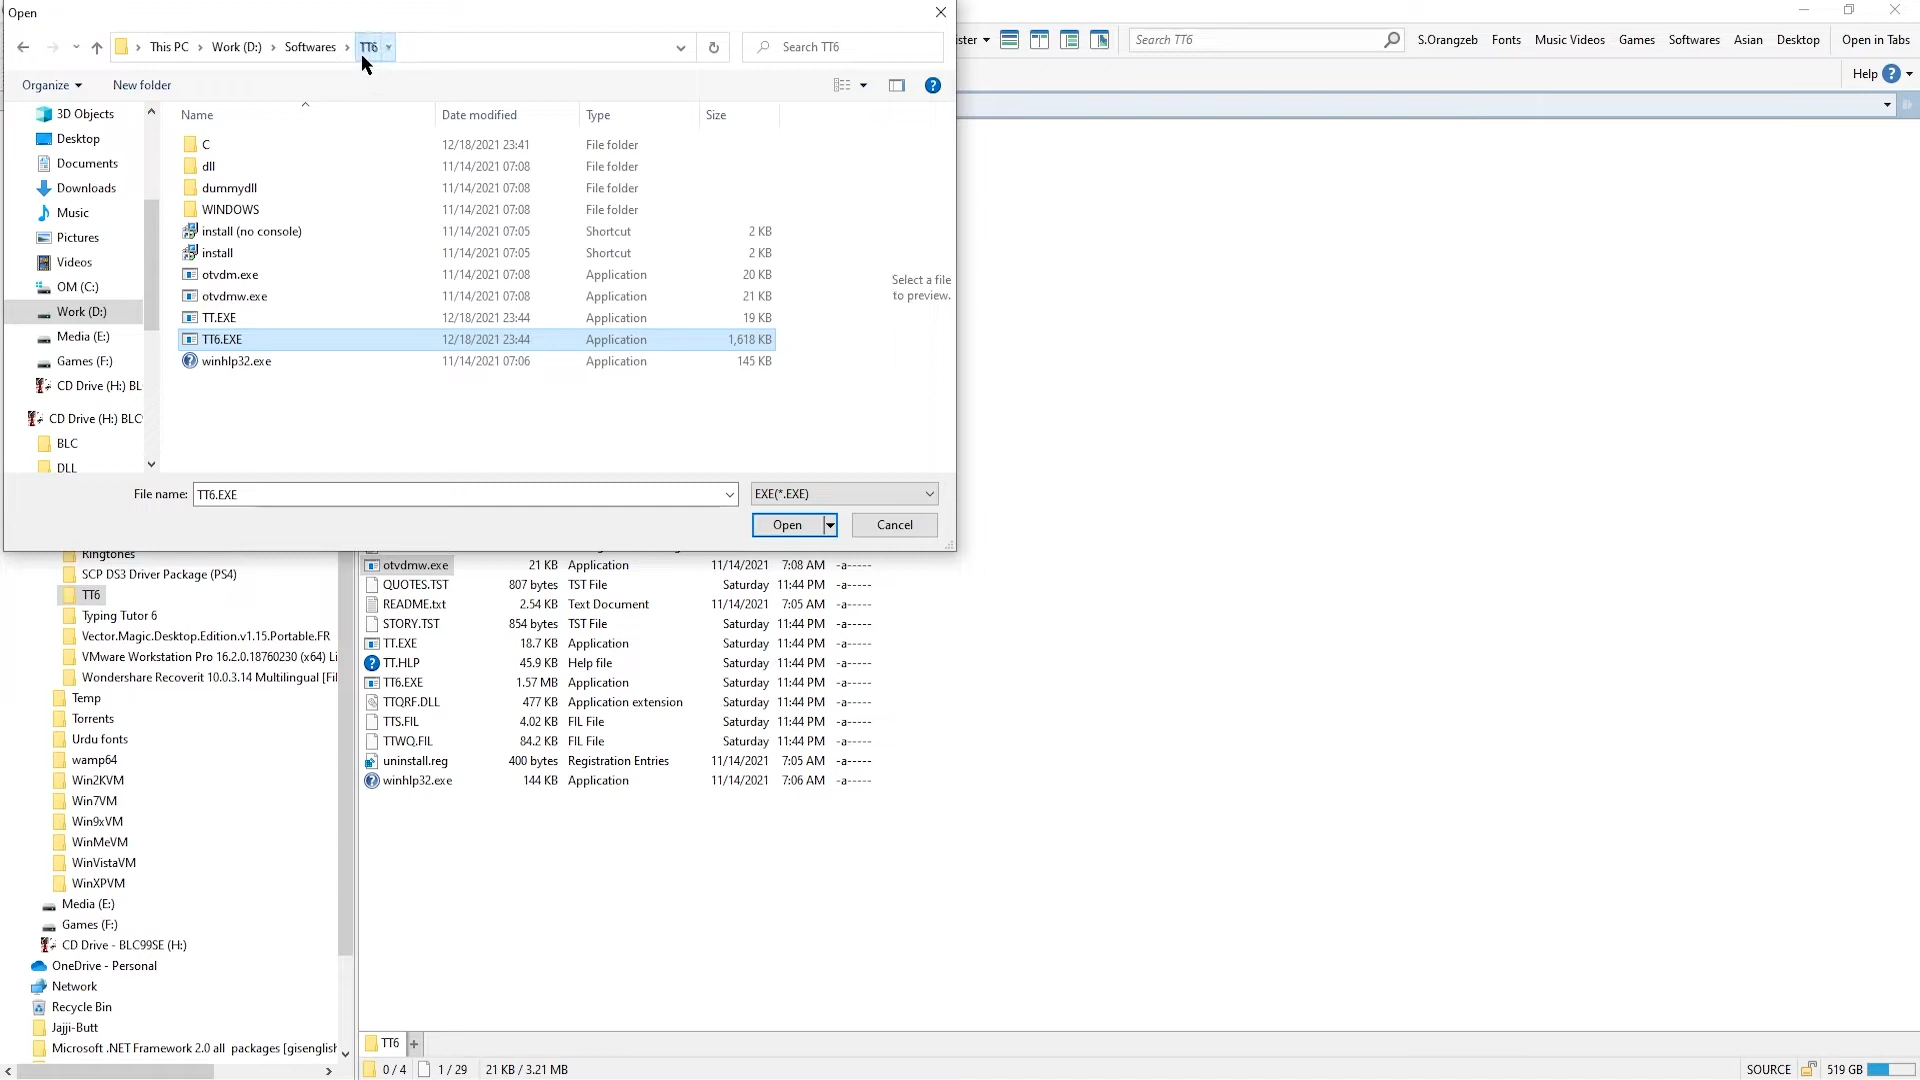 Open
This PC > Work (D:) > Softwares > TT6
Search TT6
Organize
New folder
3D Objects
Desktop
Documents
Downloads
Music
Pictures
Videos
OM (C:)
Work (D:)
Media (E:)
Games (F:)
CD Drive (H:) BL
CD Drive (H:) BLC
BLC
DLL
Name Date modified Type Size
C 12/18/2021 23:41 File folder
dll 11/14/2021 07:08 File folder
dummydll 11/14/2021 07:08 File folder
WINDOWS 11/14/2021 07:08 File folder
install (no console) 11/14/2021 07:05 Shortcut 2 KB
install 11/14/2021 07:05 Shortcut 2 KB
otvdm.exe 11/14/2021 07:08 Application 20 KB
otvdmw.exe 11/14/2021 07:08 Application 21 KB
TT.EXE 12/18/2021 23:44 Application 19 KB
TT6.EXE 12/18/2021 23:44 Application 1,618 KB
winhlp32.exe 11/14/2021 07:06 Application 145 KB
Select a file
to preview.
File name: TT6.EXE
EXE(*.EXE)
Open
Cancel
ister
Search TT6
S.Orangzeb Fonts Music Videos Games Softwares Asian Desktop Open in Tabs
Help
Ringtones
SCP DS3 Driver Package (PS4)
TT6
Typing Tutor 6
Vector.Magic.Desktop.Edition.v1.15.Portable.FR
VMware Workstation Pro 16.2.0.18760230 (x64) Li
Wondershare Recoverit 10.0.3.14 Multilingual [Fil
Temp
Torrents
Urdu fonts
wamp64
Win2KVM
Win7VM
Win9xVM
WinMeVM
WinVistaVM
WinXPVM
Media (E:)
Games (F:)
CD Drive - BLC99SE (H:)
OneDrive - Personal
Network
Recycle Bin
Jajji-Butt
Microsoft .NET Framework 2.0 all packages [gisenglish
otvdmw.exe 21 KB Application 11/14/2021 7:08 AM -a-----
QUOTES.TST 807 bytes TST File Saturday 11:44 PM -a-----
README.txt 2.54 KB Text Document 11/14/2021 7:05 AM -a-----
STORY.TST 854 bytes TST File Saturday 11:44 PM -a-----
TT.EXE 18.7 KB Application Saturday 11:44 PM -a-----
TT.HLP 45.9 KB Help file Saturday 11:44 PM -a-----
TT6.EXE 1.57 MB Application Saturday 11:44 PM -a-----
TTQRF.DLL 477 KB Application extension Saturday 11:44 PM -a-----
TTS.FIL 4.02 KB FIL File Saturday 11:44 PM -a-----
TTWQ.FIL 84.2 KB FIL File Saturday 11:44 PM -a-----
uninstall.reg 400 bytes Registration Entries 11/14/2021 7:05 AM -a-----
winhlp32.exe 144 KB Application 11/14/2021 7:06 AM -a-----
TT6
0 / 4 1 / 29 21 KB / 3.21 MB
SOURCE 519 GB